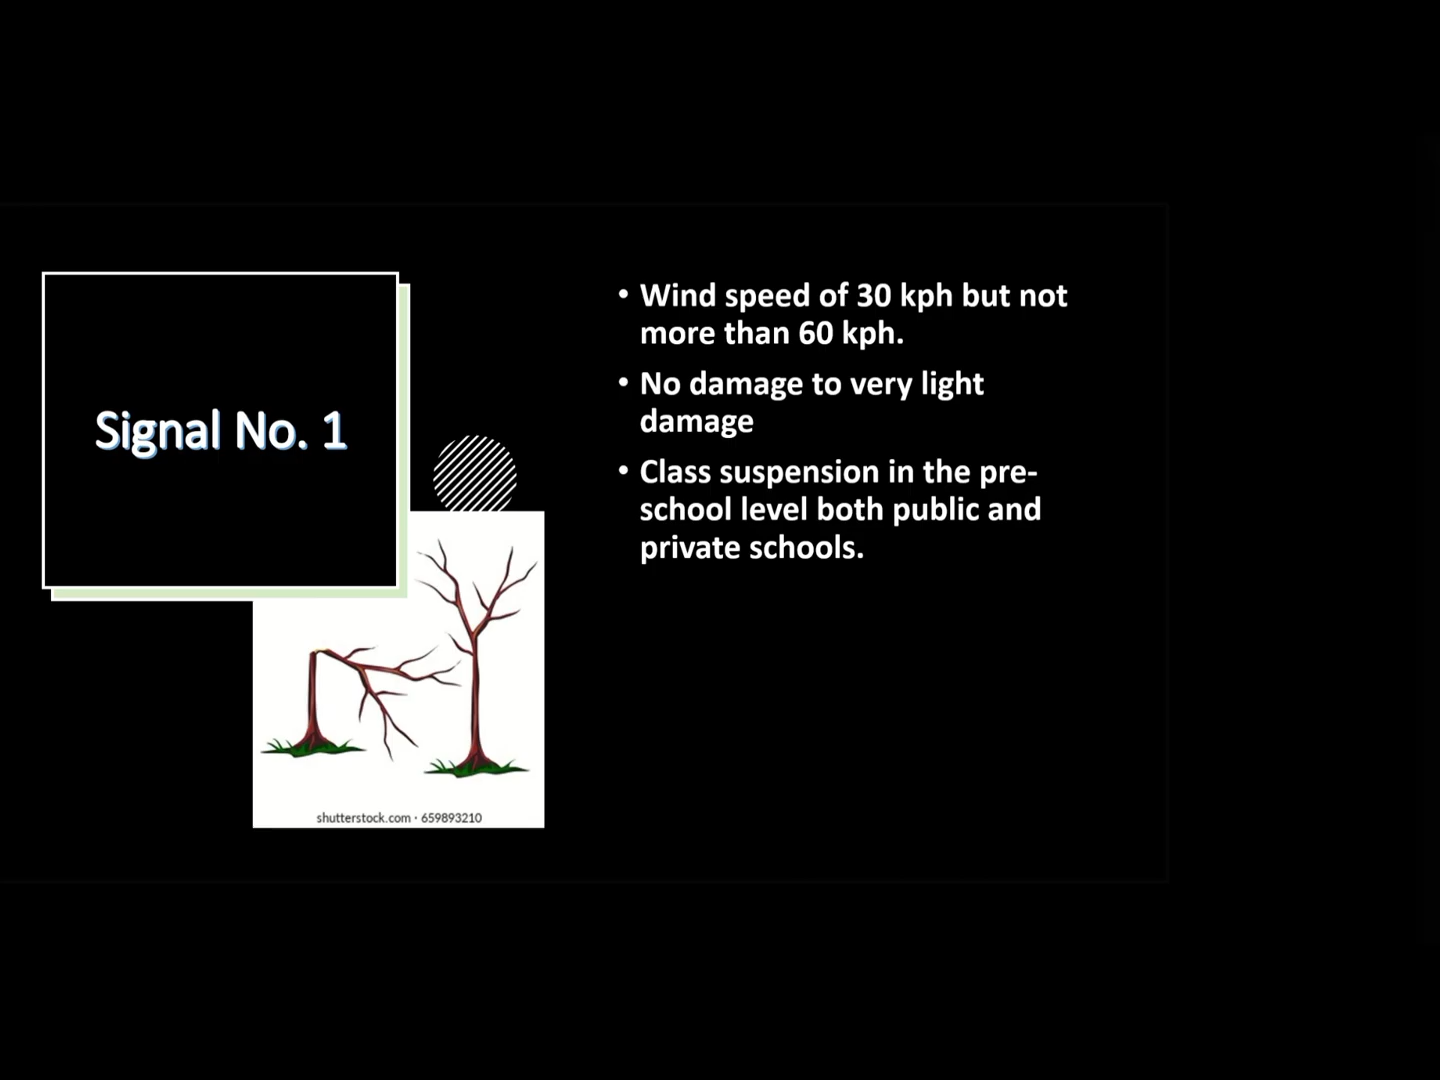 Signal No. 1
• Wind speed of 30 kph but not
more than 60 kph.
• No damage to very light
damage
• Class suspension in the pre-
school level both public and
private schools.
shutterstock.com · 659893210